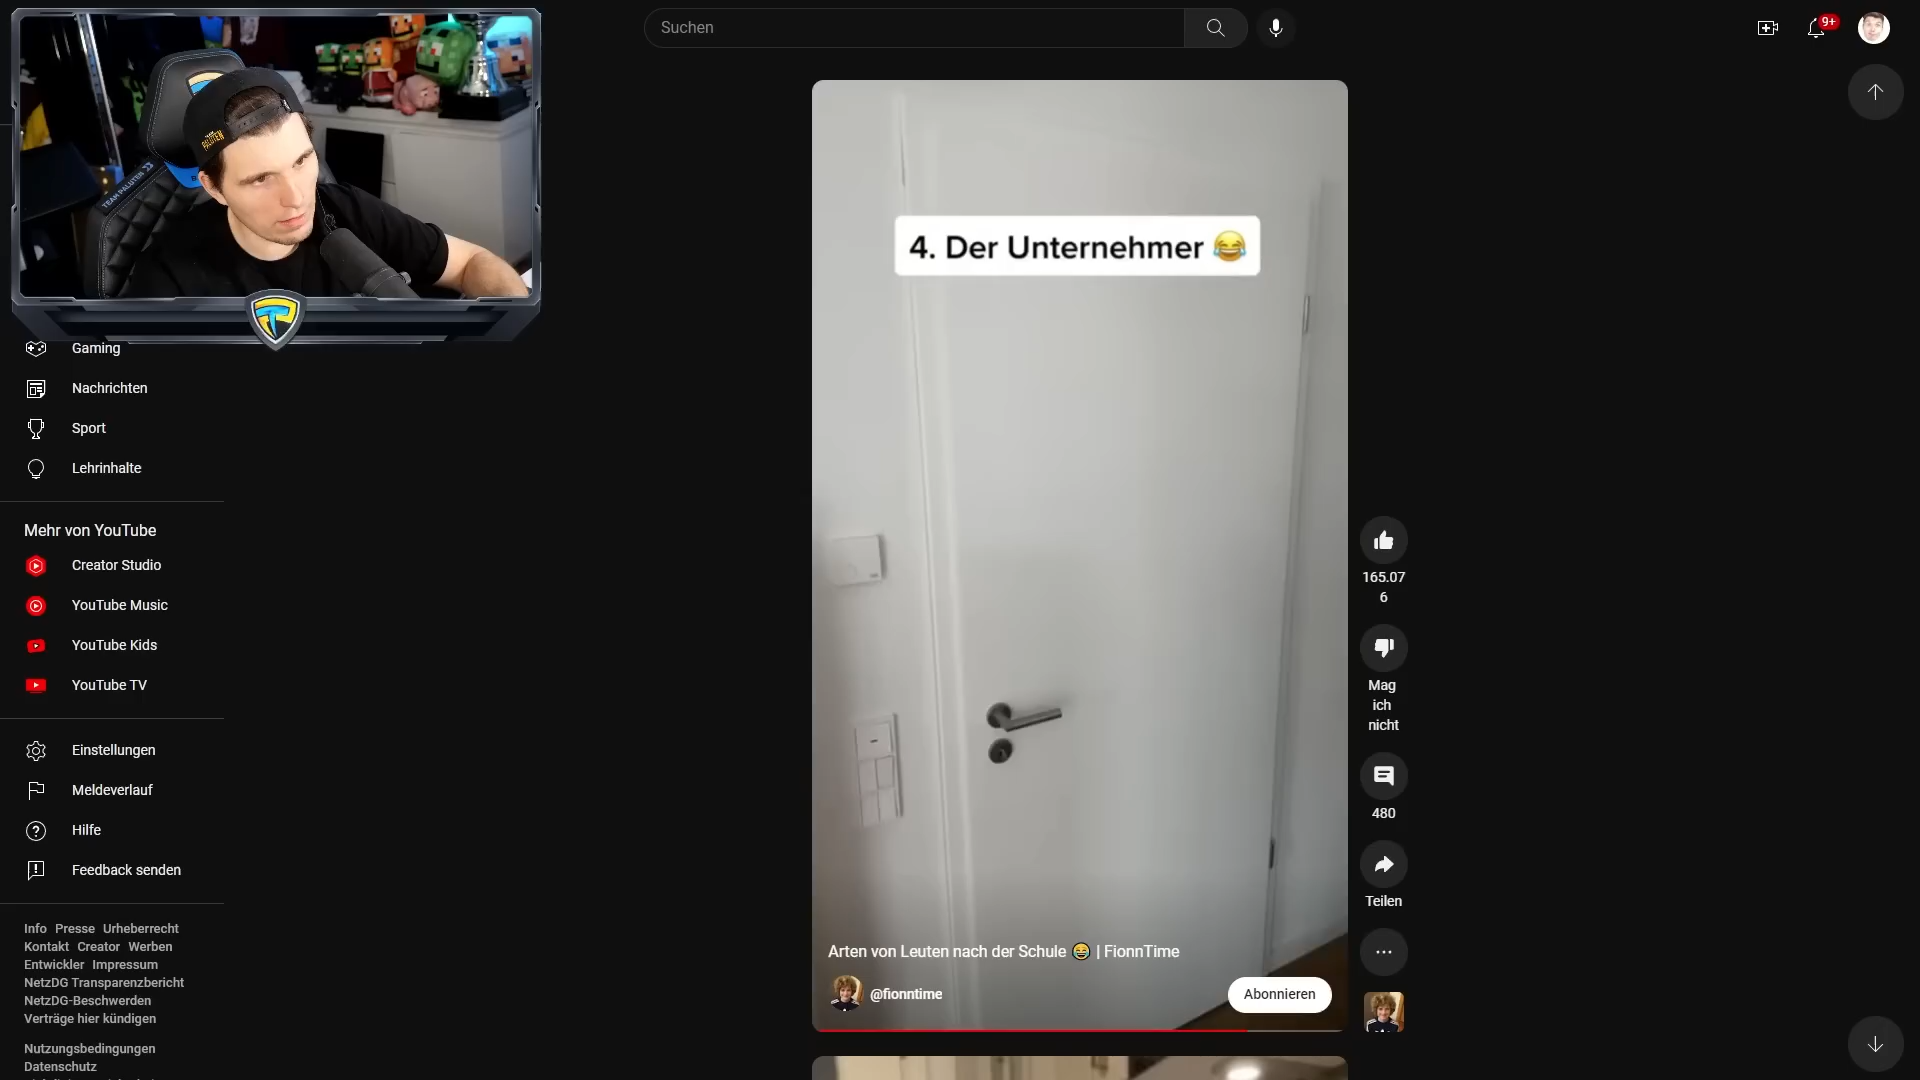 Suchen
9+
TEAM PALUTEN
PALUTEN
4. Der Unternehmer 😂
Gaming
Nachrichten
Sport
Lehrinhalte
Mehr von YouTube
Creator Studio
YouTube Music
YouTube Kids
YouTube TV
Einstellungen
Meldeverlauf
Hilfe
Feedback senden
Info Presse Urheberrecht
Kontakt Creator Werben
Entwickler Impressum
NetzDG Transparenzbericht
NetzDG-Beschwerden
Verträge hier kündigen
Nutzungsbedingungen
Datenschutz
165.07
6
Mag
ich
nicht
480
Teilen
Arten von Leuten nach der Schule 😂 | FionnTime
@fionntime
Abonnieren